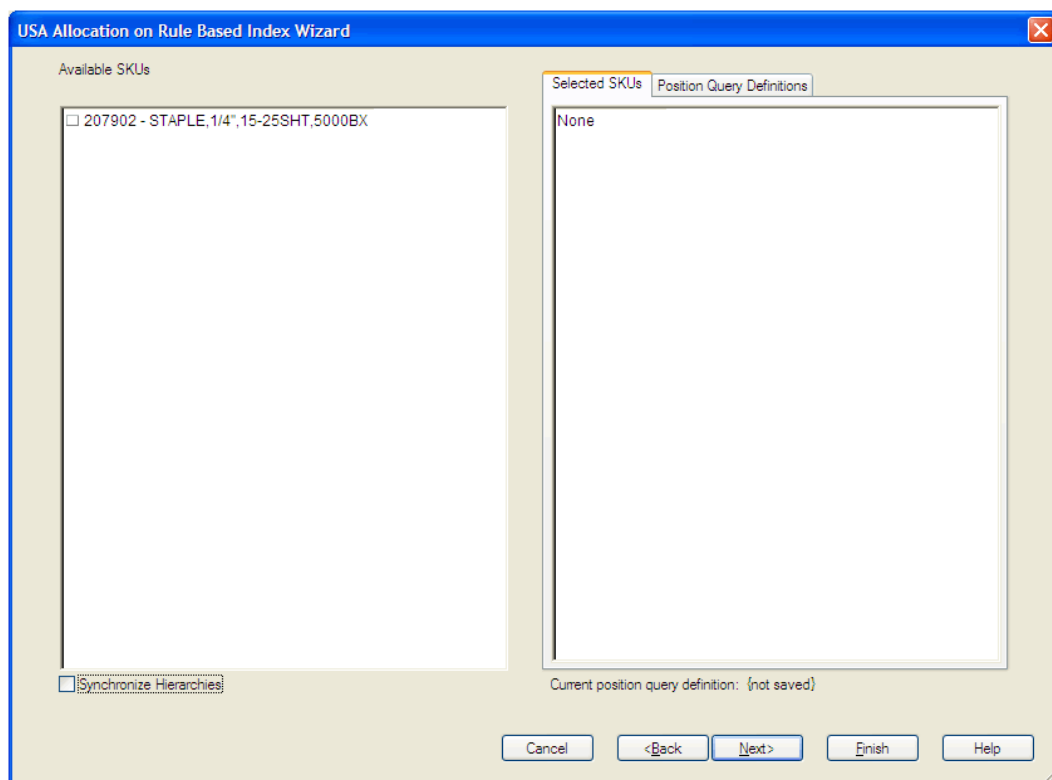 USA Allocation on Rule Based Index Wizard
Available SKUs
Selected SKUs
Position Query Definitions
207902 - STAPLE,1/4",15-25SHT,5000BX
None
Synchronize Hierarchies
Current position query definition: {not saved}
Cancel
<Back
Next>
Finish
Help